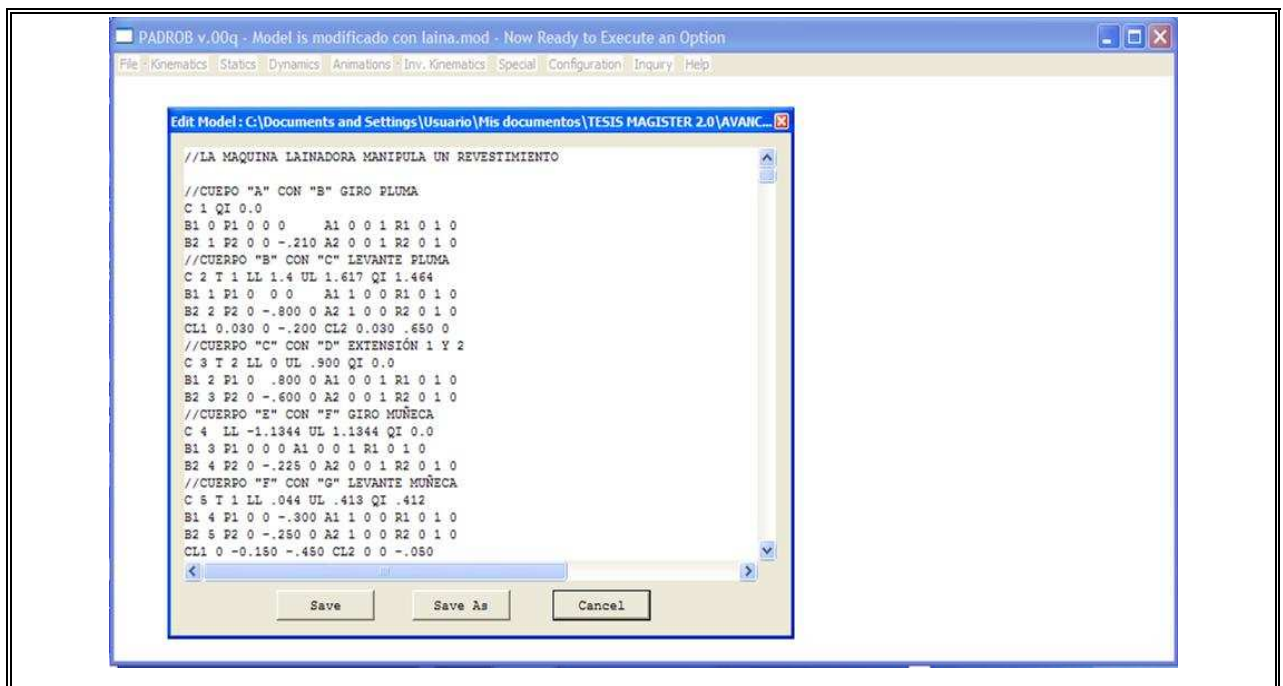 PADROB v.00q - Model is modificado con laina.mod - Now Ready to Execute an Option
File - Kinematics Statics Dynamics Animations - Inv. Kinematics Special Configuration Inquiry Help
Edit Model : C:\Documents and Settings\Usuario\Mis documentos\TESIS MAGISTER 2.0\AVANC...
//LA MAQUINA LAINADORA MANIPULA UN REVESTIMIENTO
//CUEPO "A" CON "B" GIRO PLUMA
C 1 QI 0.0
B1 0 P1 0 0 0 A1 0 0 1 R1 0 1 0
B2 1 P2 0 0 -.210 A2 0 0 1 R2 0 1 0
//CUERPO "B" CON "C" LEVANTE PLUMA
C 2 T 1 LL 1.4 UL 1.617 QI 1.464
B1 1 P1 0 0 0 A1 1 0 0 R1 0 1 0
B2 2 P2 0 -.800 0 A2 1 0 0 R2 0 1 0
CL1 0.030 0 -.200 CL2 0.030 .650 0
//CUERPO "C" CON "D" EXTENSIÓN 1 Y 2
C 3 T 2 LL 0 UL .900 QI 0.0
B1 2 P1 0 .800 0 A1 0 0 1 R1 0 1 0
B2 3 P2 0 -.600 0 A2 0 0 1 R2 0 1 0
//CUERPO "E" CON "F" GIRO MUÑECA
C 4 LL -1.1344 UL 1.1344 QI 0.0
B1 3 P1 0 0 0 A1 0 0 1 R1 0 1 0
B2 4 P2 0 -.225 0 A2 0 0 1 R2 0 1 0
//CUERPO "F" CON "G" LEVANTE MUÑECA
C 5 T 1 LL .044 UL .413 QI .412
B1 4 P1 0 0 -.300 A1 1 0 0 R1 0 1 0
B2 5 P2 0 -.250 0 A2 1 0 0 R2 0 1 0
CL1 0 -0.150 -.450 CL2 0 0 -.050
Save Save As Cancel